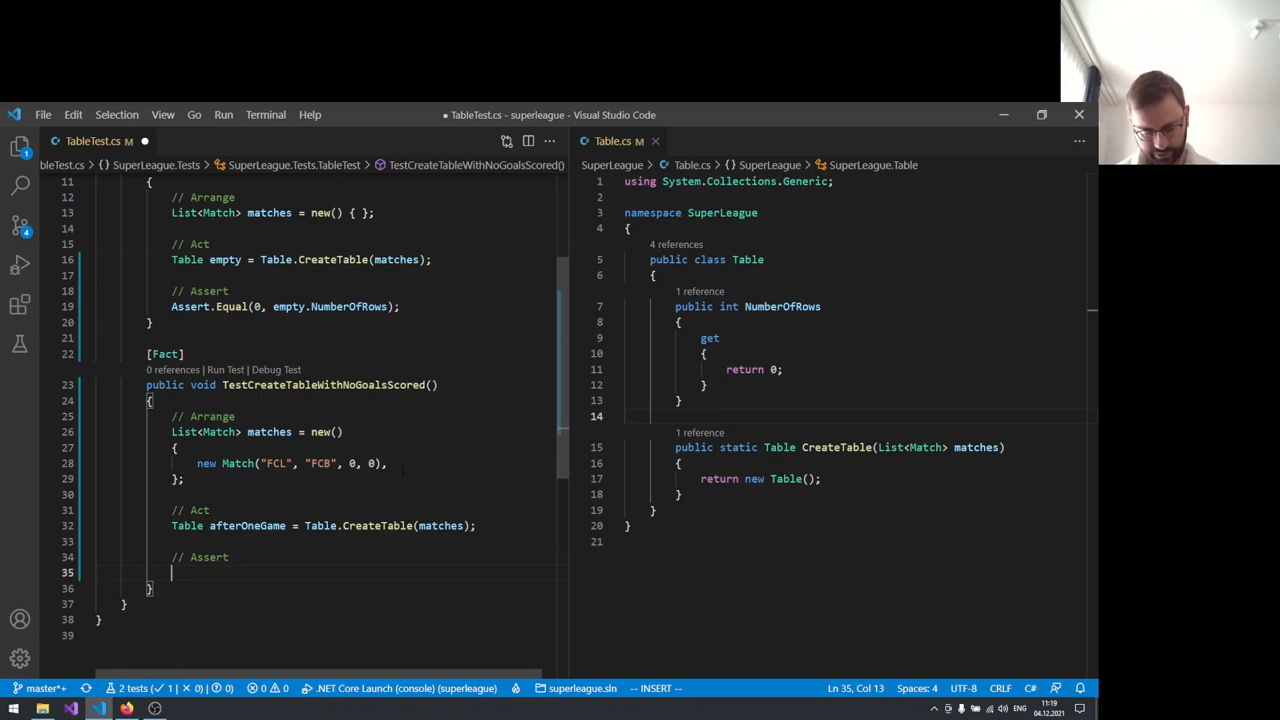 File Edit Selection View Go Run Terminal Help
● TableTest.cs - superleague - Visual Studio Code
TableTest.cs M ●
bleTest.cs > {} SuperLeague.Tests > SuperLeague.Tests.TableTest > TestCreateTableWithNoGoalsScored()
11 {
12 // Arrange
13 List<Match> matches = new() { };
14
15 // Act
16 Table empty = Table.CreateTable(matches);
17
18 // Assert
19 Assert.Equal(0, empty.NumberOfRows);
20 }
21
22 [Fact]
0 references | Run Test | Debug Test
23 public void TestCreateTableWithNoGoalsScored()
24 {
25 // Arrange
26 List<Match> matches = new()
27 {
28 new Match("FCL", "FCB", 0, 0),
29 };
30
31 // Act
32 Table afterOneGame = Table.CreateTable(matches);
33
34 // Assert
35
36 }
37 }
38 }
39
Table.cs M
SuperLeague > Table.cs > {} SuperLeague > SuperLeague.Table
1 using System.Collections.Generic;
2
3 namespace SuperLeague
4 {
4 references
5 public class Table
6 {
1 reference
7 public int NumberOfRows
8 {
9 get
10 {
11 return 0;
12 }
13 }
14
1 reference
15 public static Table CreateTable(List<Match> matches)
16 {
17 return new Table();
18 }
19 }
20 }
21
1
4
master*+ 2 tests (✓ 1 | × 0) | 0) 0 0 .NET Core Launch (console) (superleague) superleague.sln -- INSERT -- Ln 35, Col 13 Spaces: 4 UTF-8 CRLF C#
ENG
11:19
04.12.2021